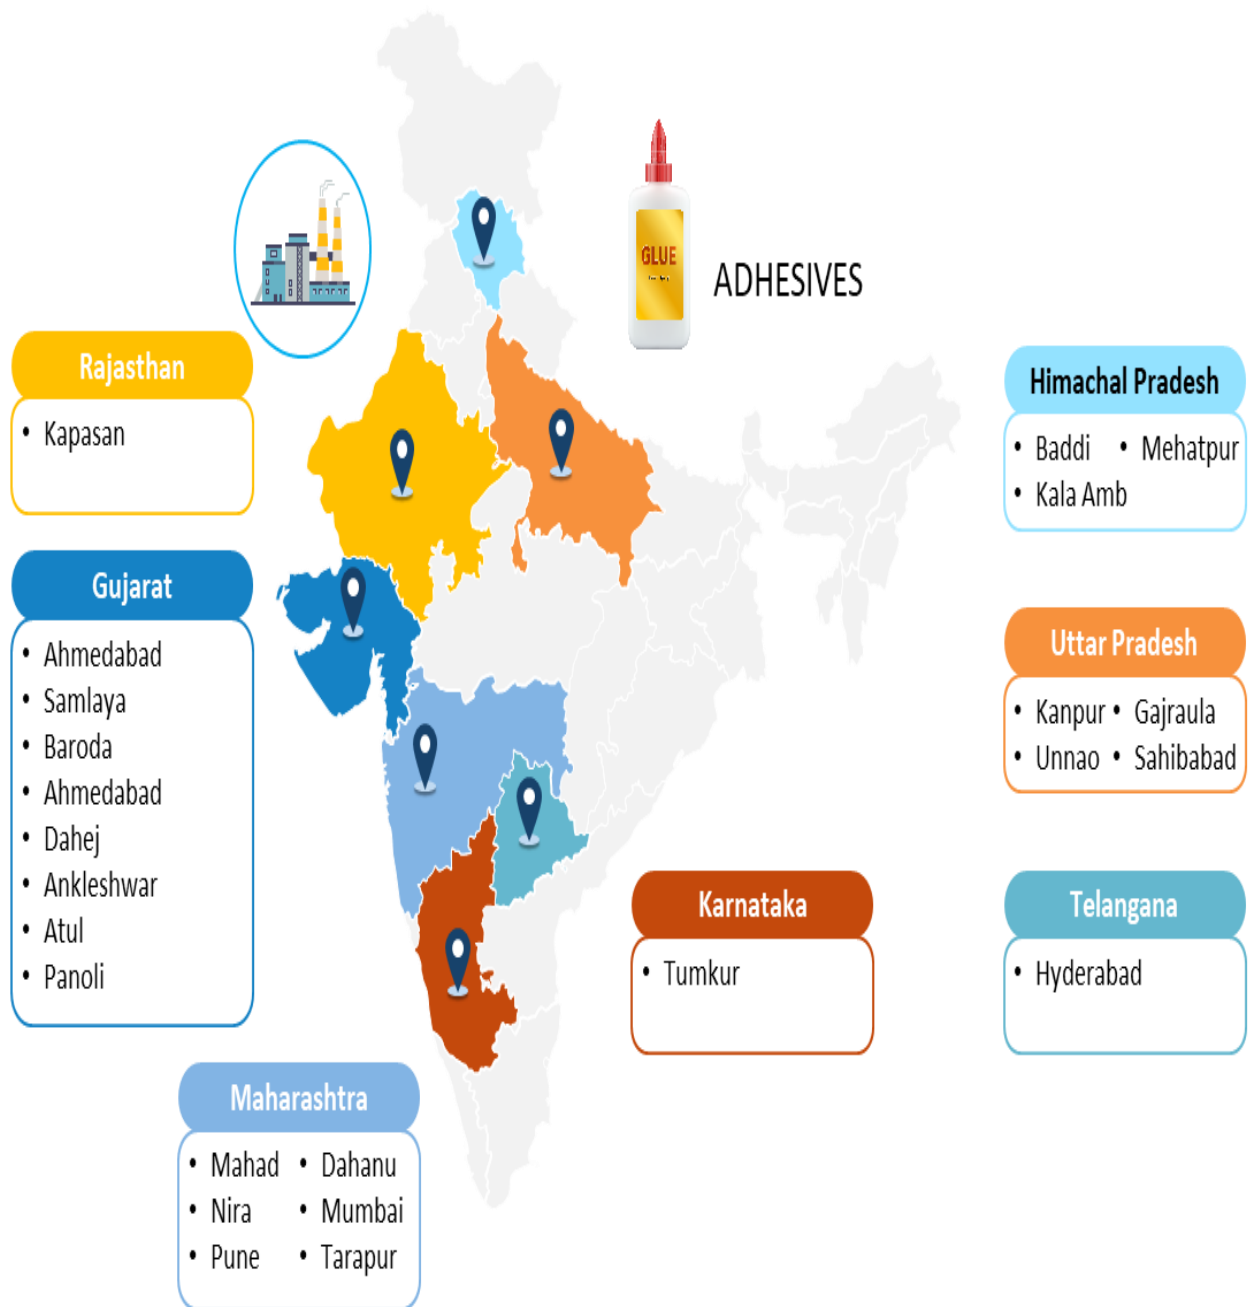 GLUE
ADHESIVES
Rajasthan
• Kapasan
Himachal Pradesh
• Baddi • Mehatpur
• Kala Amb
Gujarat
• Ahmedabad
• Samlaya
• Baroda
• Ahmedabad
• Dahej
• Ankleshwar
• Atul
• Panoli
Uttar Pradesh
• Kanpur • Gajraula
• Unnao • Sahibabad
Karnataka
• Tumkur
Telangana
• Hyderabad
Maharashtra
• Mahad • Dahanu
• Nira • Mumbai
• Pune • Tarapur